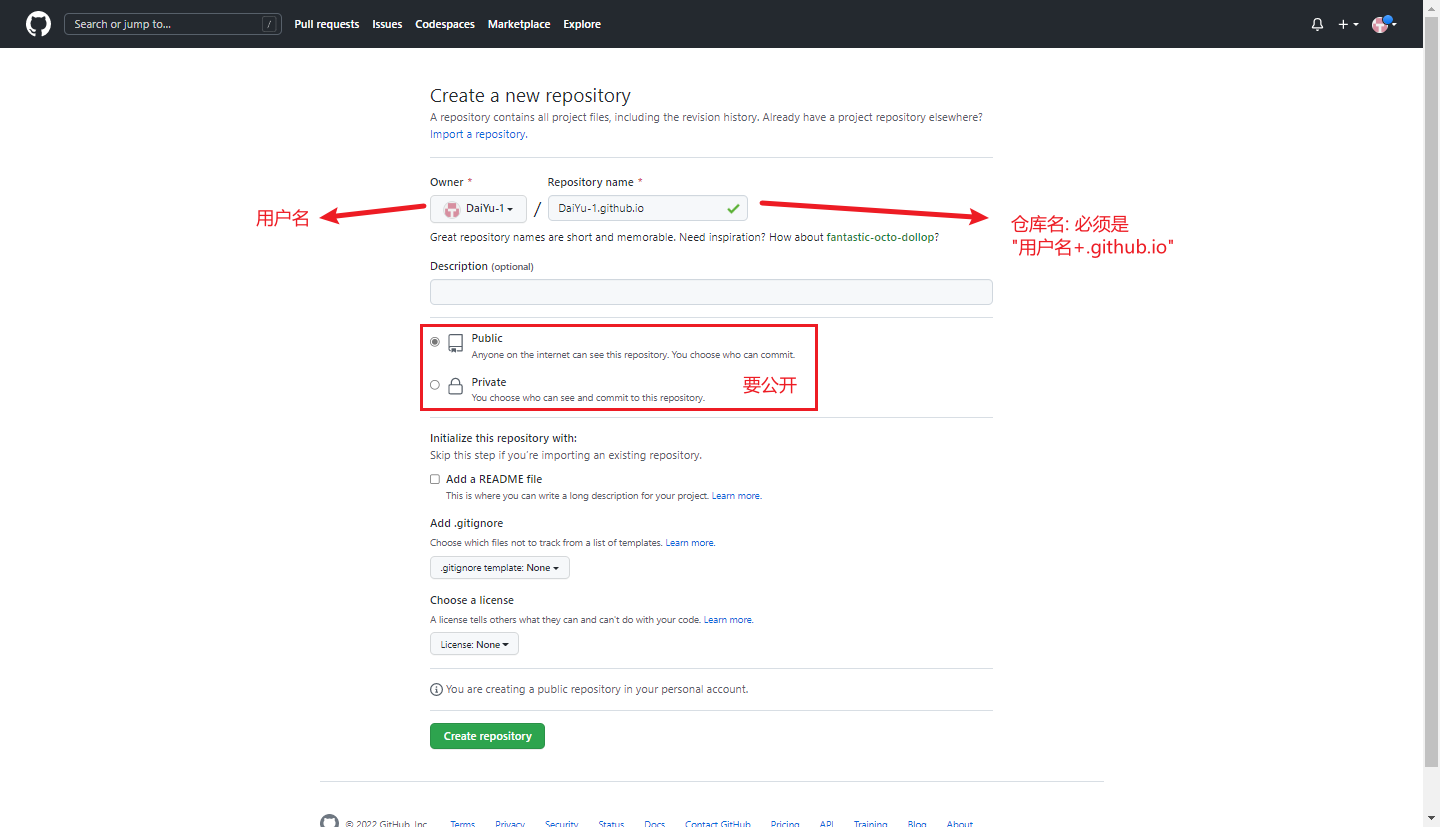 Search or jump to... /
Pull requests Issues Codespaces Marketplace Explore
Create a new repository
A repository contains all project files, including the revision history. Already have a project repository elsewhere?
Import a repository.
Owner * Repository name *
用户名 DaiYu-1 / DaiYu-1.github.io
仓库名: 必须是
"用户名+.github.io"
Great repository names are short and memorable. Need inspiration? How about fantastic-octo-dollop?
Description (optional)
Public
Anyone on the internet can see this repository. You choose who can commit.
Private
要公开
You choose who can see and commit to this repository.
Initialize this repository with:
Skip this step if you're importing an existing repository.
Add a README file
This is where you can write a long description for your project. Learn more.
Add .gitignore
Choose which files not to track from a list of templates. Learn more.
.gitignore template: None
Choose a license
A license tells others what they can and can't do with your code. Learn more.
License: None
You are creating a public repository in your personal account.
Create repository
© 2022 GitHub, Inc. Terms Privacy Security Status Docs Contact GitHub Pricing API Training Blog About